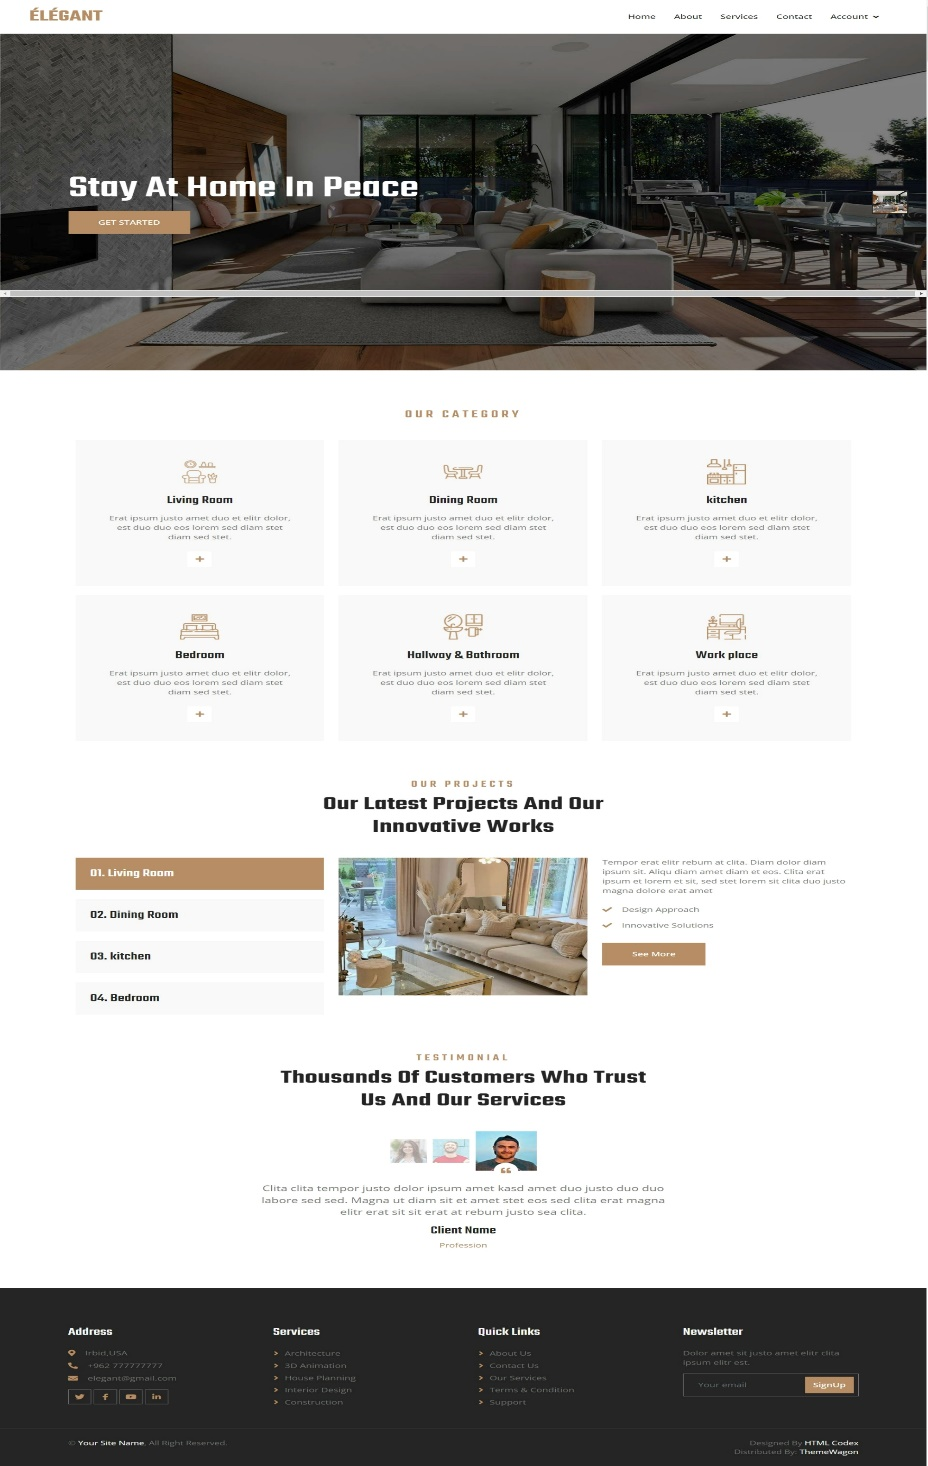 ÉLÉGANT
Home About Services Contact Account
Stay At Home In Peace
GET STARTED
OUR CATEGORY
Living Room
Erat ipsum justo amet duo et elitr dolor,
est duo duo eos lorem sed diam stet
diam sed stet.
+
Dining Room
Erat ipsum justo amet duo et elitr dolor,
est duo duo eos lorem sed diam stet
diam sed stet.
+
kitchen
Erat ipsum justo amet duo et elitr dolor,
est duo duo eos lorem sed diam stet
diam sed stet.
+
Bedroom
Erat ipsum justo amet duo et elitr dolor,
est duo duo eos lorem sed diam stet
diam sed stet.
+
Hallway & Bathroom
Erat ipsum justo amet duo et elitr dolor,
est duo duo eos lorem sed diam stet
diam sed stet.
+
Work place
Erat ipsum justo amet duo et elitr dolor,
est duo duo eos lorem sed diam stet
diam sed stet.
+
OUR PROJECTS
Our Latest Projects And Our
Innovative Works
01. Living Room
02. Dining Room
03. kitchen
04. Bedroom
Tempor erat elitr rebum at clita. Diam dolor diam
ipsum sit. Aliqu diam amet diam et eos. Clita erat
ipsum et lorem et sit, sed stet lorem sit clita duo justo
magna dolore erat amet
Design Approach
Innovative Solutions
See More
TESTIMONIAL
Thousands Of Customers Who Trust
Us And Our Services
Clita clita tempor justo dolor ipsum amet kasd amet duo justo duo duo
labore sed sed. Magna ut diam sit et amet stet eos sed clita erat magna
elitr erat sit sit erat at rebum justo sea clita.
Client Name
Profession
Address
Irbid,USA
+962 777777777
elegant@gmail.com
Services
Architecture
3D Animation
House Planning
Interior Design
Construction
Quick Links
About Us
Contact Us
Our Services
Terms & Condition
Support
Newsletter
Dolor amet sit justo amet elitr clita
ipsum elitr est.
Your email
SignUp
© Your Site Name, All Right Reserved.
Designed By HTML Codex
Distributed By: ThemeWagon